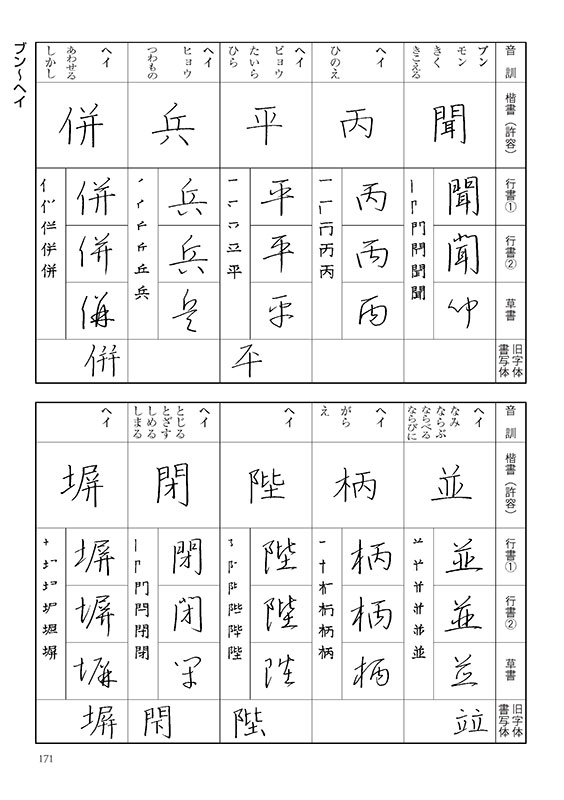 ブン〜ヘイ
音訓
楷書(許容)
行書①
行書②
草書
旧字体
書写体
ブン
モン
きく
きこえる
聞
聞
聞
聞
ヘイ
ひのえ
丙
丙
丙
丙
ヘイ
ビョウ
たいら
ひら
平
平
平
平
平
ヘイ
ヒョウ
つわもの
兵
兵
兵
兵
ヘイ
あわせる
しかし
併
併
併
併
倂
音訓
楷書(許容)
行書①
行書②
草書
旧字体
書写体
ヘイ
なみ
ならぶ
ならべる
ならびに
並
並
並
並
竝
ヘイ
がら
え
柄
柄
柄
柄
ヘイ
陛
陛
陛
陛
陛
ヘイ
とじる
とざす
しめる
しまる
閉
閉
閉
閉
閇
ヘイ
塀
塀
塀
塀
塀
171